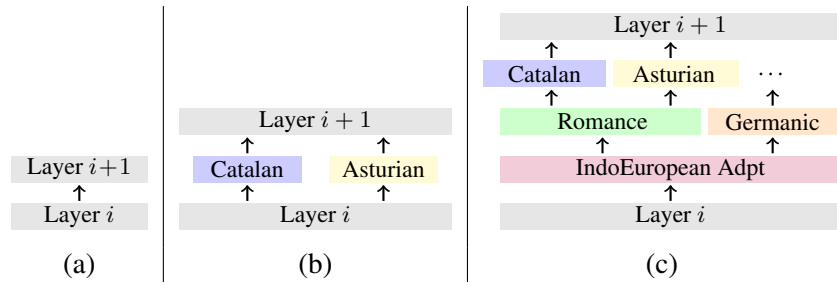 Layer i+1
Layer i
(a)
Layer i + 1
Catalan Asturian
Layer i
(b)
Layer i + 1
Catalan Asturian ...
Romance Germanic
IndoEuropean Adpt
Layer i
(c)